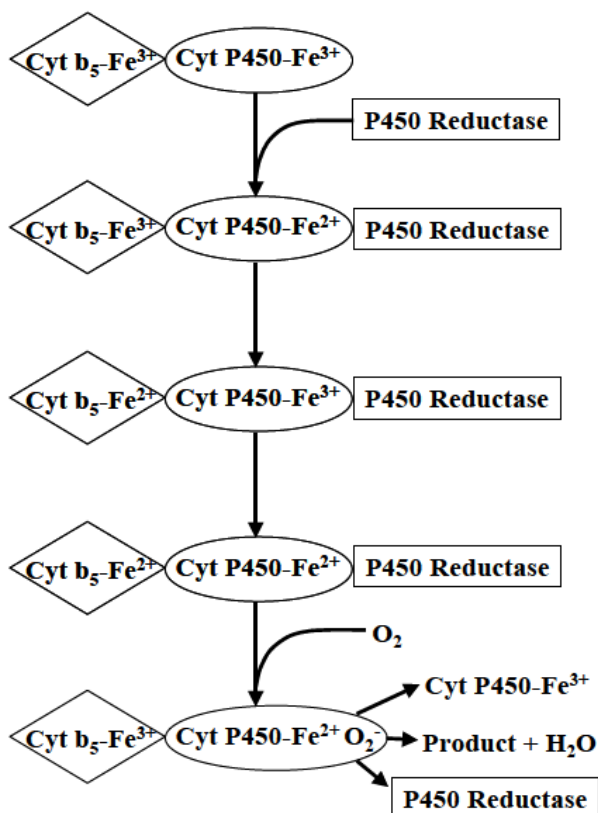 Cyt b₅-Fe³⁺ Cyt P450-Fe³⁺
P450 Reductase
Cyt b₅-Fe³⁺ Cyt P450-Fe²⁺ P450 Reductase
Cyt b₅-Fe²⁺ Cyt P450-Fe³⁺ P450 Reductase
Cyt b₅-Fe²⁺ Cyt P450-Fe²⁺ P450 Reductase
O₂
Cyt P450-Fe³⁺
Cyt b₅-Fe³⁺ Cyt P450-Fe²⁺ O₂⁻ Product + H₂O
P450 Reductase